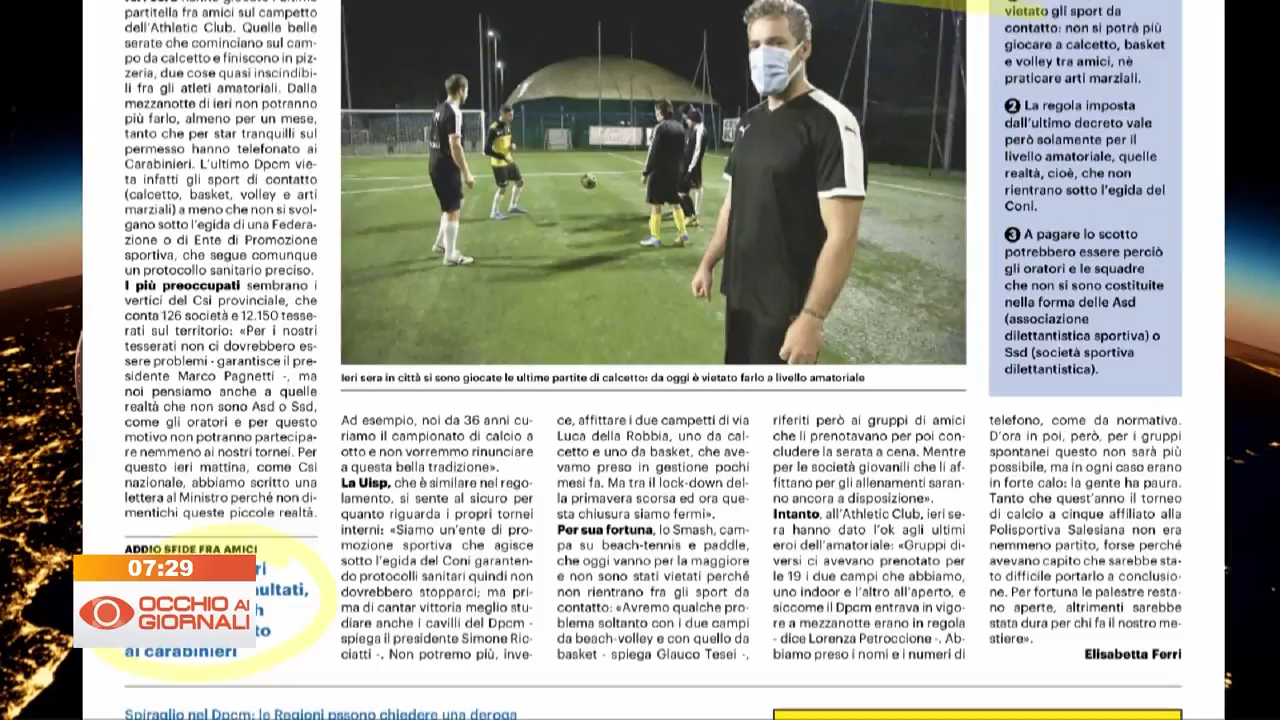 partitella fra amici sul campetto
dell'Athletic Club. Quelle belle
serate che cominciano sul cam-
po da calcetto e finiscono in piz-
zeria, due cose quasi inscindibi-
li fra gli atleti amatoriali. Dalla
mezzanotte di ieri non potranno
più farlo, almeno per un mese,
tanto che per star tranquilli sul
permesso hanno telefonato ai
Carabinieri. L'ultimo Dpcm vie-
ta infatti gli sport di contatto
(calcetto, basket, volley e arti
marziali) a meno che non si svol-
gano sotto l'egida di una Federa-
zione o di Ente di Promozione
sportiva, che segue comunque
un protocollo sanitario preciso.
I più preoccupati sembrano i
vertici del Csi provinciale, che
conta 126 società e 12.150 tesse-
rati sul territorio: «Per i nostri
tesserati non ci dovrebbero es-
sere problemi - garantisce il pre-
sidente Marco Pagnetti -, ma
noi pensiamo anche a quelle
realtà che non sono Asd o Ssd,
come gli oratori e per questo
motivo non potranno partecipa-
re nemmeno ai nostri tornei. Per
questo ieri mattina, come Csi
nazionale, abbiamo scritto una
lettera al Ministro perché non di-
mentichi queste piccole realtà.
ADDIO SFIDE FRA AMICI
ai carabinieri
07:29
OCCHIO AI
GIORNALI
Ieri sera in città si sono giocate le ultime partite di calcetto: da oggi è vietato farlo a livello amatoriale
Ad esempio, noi da 36 anni cu-
riamo il campionato di calcio a
otto e non vorremmo rinunciare
a questa bella tradizione».
La Uisp, che è similare nel rego-
lamento, si sente al sicuro per
quanto riguarda i propri tornei
interni: «Siamo un'ente di pro-
mozione sportiva che agisce
sotto l'egida del Coni garanten-
do protocolli sanitari quindi non
dovrebbero stopparci; ma pri-
ma di cantar vittoria meglio stu-
diare anche i cavilli del Dpcm -
spiega il presidente Simone Ric-
ciatti -. Non potremo più, inve-
ce, affittare i due campetti di via
Luca della Robbia, uno da cal-
cetto e uno da basket, che ave-
vamo preso in gestione pochi
mesi fa. Ma tra il lock-down del-
la primavera scorsa ed ora que-
sta chiusura siamo fermi».
Per sua fortuna, lo Smash, cam-
pa su beach-tennis e paddle,
che oggi vanno per la maggiore
e non sono stati vietati perché
non rientrano fra gli sport da
contatto: «Avremo qualche pro-
blema soltanto con i due campi
da beach-volley e con quello da
basket - spiega Glauco Tesei -,
riferiti però ai gruppi di amici
che li prenotavano per poi con-
cludere la serata a cena. Mentre
per le società giovanili che li af-
fittano per gli allenamenti saran-
no ancora a disposizione».
Intanto, all'Athletic Club, ieri se-
ra hanno dato l'ok agli ultimi
eroi dell'amatoriale: «Gruppi di-
versi ci avevano prenotato per
le 19 i due campi che abbiamo,
uno indoor e l'altro all'aperto, e
siccome il Dpcm entrava in vigo-
re a mezzanotte erano in regola
- dice Lorenza Petroccione -. Ab-
biamo preso i nomi e i numeri di
telefono, come da normativa.
D'ora in poi, però, per i gruppi
spontanei questo non sarà più
possibile, ma in ogni caso erano
in forte calo: la gente ha paura.
Tanto che quest'anno il torneo
di calcio a cinque affiliato alla
Polisportiva Salesiana non era
nemmeno partito, forse perché
avevano capito che sarebbe sta-
to difficile portarlo a conclusio-
ne. Per fortuna le palestre resta-
no aperte, altrimenti sarebbe
stata dura per chi fa il nostro me-
stiere».
Elisabetta Ferri
vietato gli sport da
contatto: non si potrà più
giocare a calcetto, basket
e volley tra amici, nè
praticare arti marziali.
2 La regola imposta
dall'ultimo decreto vale
però solamente per il
livello amatoriale, quelle
realtà, cioè, che non
rientrano sotto l'egida del
Coni.
3 A pagare lo scotto
potrebbero essere perciò
gli oratori e le squadre
che non si sono costituite
nella forma delle Asd
(associazione
dilettantistica sportiva) o
Ssd (società sportiva
dilettantistica).
Spiraglio nel Dpcm: le Regioni pssono chiedere una deroga